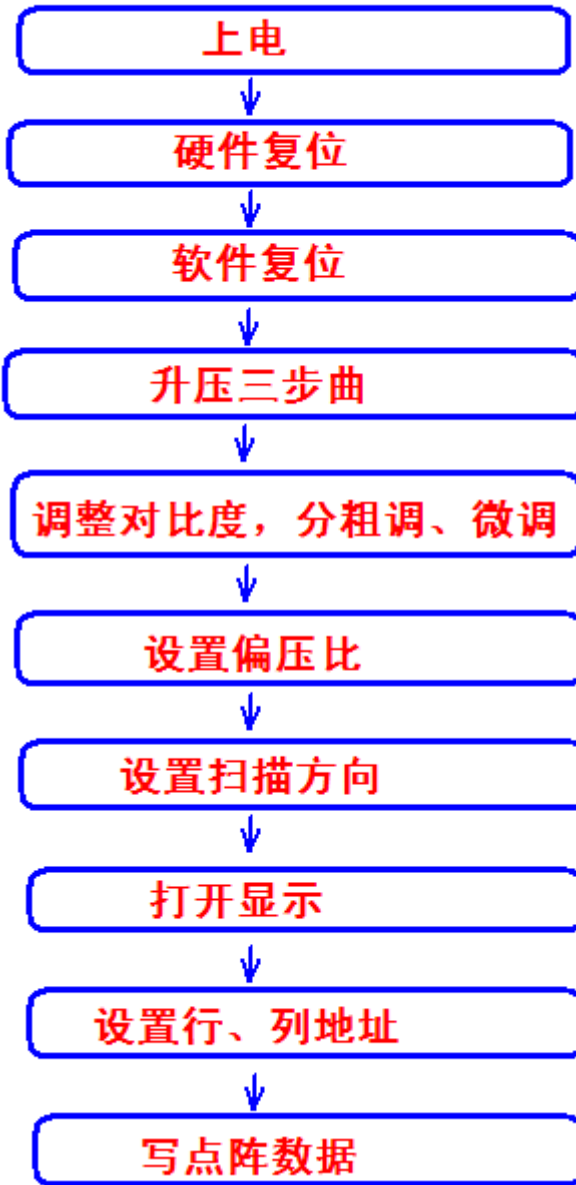 上电
硬件复位
软件复位
升压三步曲
调整对比度，分粗调、微调
设置偏压比
设置扫描方向
打开显示
设置行、列地址
写点阵数据